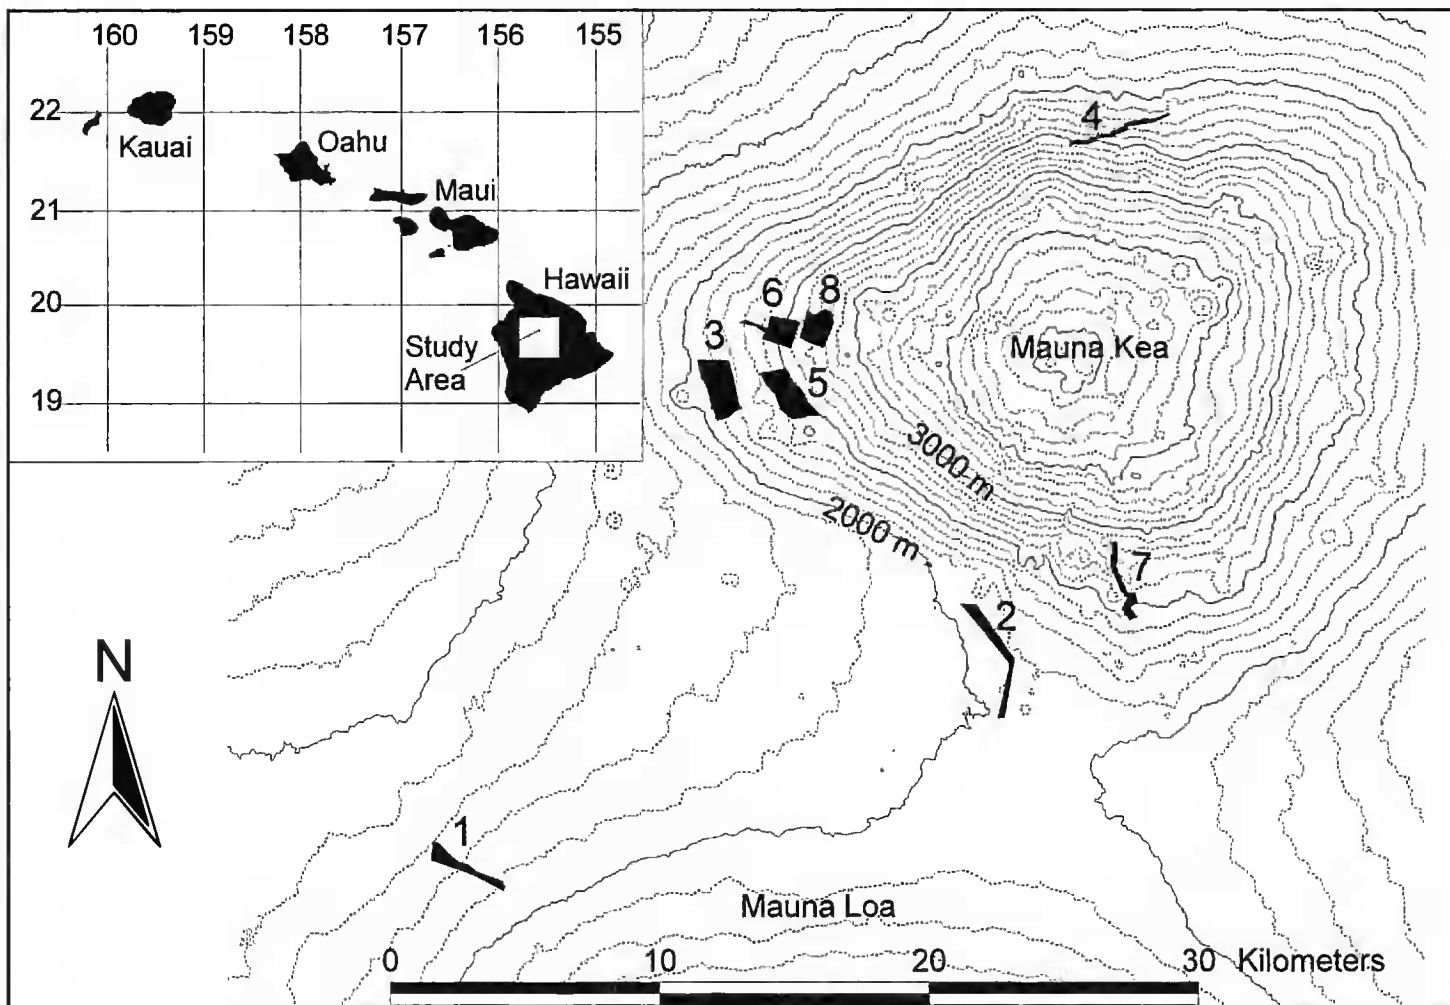 160 159 158 157 156 155
22
Kauai
Oahu
Maui
21
Hawaii
20
Study
Area
19
4
6 8
3
5
Mauna Kea
3000 m
2000 m
7
2
N
1
Mauna Loa
0 10 20 30 Kilometers